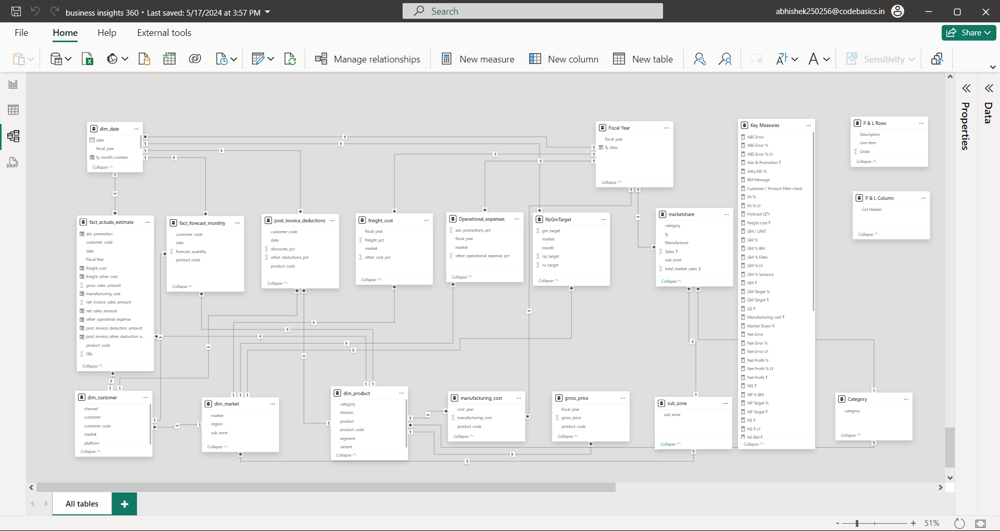 business insights 360 • Last saved: 5/17/2024 at 3:57 PM
Search
abhishek250256@codebasics.in
File
Home
Help
External tools
Share
Manage relationships
New measure
New column
New table
Sensitivity
DAX
Properties
Data
dim_date
date
fiscal_year
fy_month_number
Collapse
Fiscal Year
fiscal_year
fy_desc
Collapse
Key Measures
ABS Error
ABS Error %
ABS Error % LY
Ads & Promotion ₹
Atliq MS %
BM Message
Customer / Product Filter check
FA %
FA % LY
Forecast QTY
freight cost ₹
GM / UNIT
GM %
GM % BM
GM % Filter
GM % LY
GM % Variance
GM ₹
GM Target %
GM Target ₹
GS ₹
Manufacturing cost ₹
Market Share %
Net Error
Net Error %
Net Error LY
Net Profit %
Net Profit % LY
Net Profit ₹
NIS ₹
NP % BM
NP Target %
NP Target ₹
NS ₹
NS ₹ LY
NS BM ₹
Collapse
P & L Rows
Description
Line Item
Order
Collapse
P & L Column
Col Header
Collapse
fact_actuals_estimate
ads_promotion
customer_code
date
Fiscal Year
freight_cost
freight_other_cost
gross_sales_amount
manufacturing_cost
net_invoice_sales_amount
net_sales_amount
other_operatinal_expense
post_invoice_deduction_amount
post_invoice_other_deduction_a...
product_code
Qty
Collapse
fact_forecast_monthly
customer_code
date
forecast_quantity
product_code
Collapse
post_invoice_deductions
customer_code
date
discounts_pct
other_deductions_pct
product_code
Collapse
freight_cost
fiscal_year
freight_pct
market
other_cost_pct
Collapse
Operational_expenses
ads_promotions_pct
fiscal_year
market
other_operational_expense_pct
Collapse
NsGmTarget
gm_target
market
month
np_target
ns_target
Collapse
marketshare
category
fy
Manufacturer
Sales_₹
sub_zone
total_market_sales_$
Collapse
dim_customer
channel
customer
customer_code
market
platform
Collapse
dim_market
market
region
sub_zone
Collapse
dim_product
category
division
product
product_code
segment
variant
Collapse
manufacturing_cost
cost_year
manufacturing_cost
product_code
Collapse
gross_price
fiscal_year
gross_price
product_code
Collapse
sub_zone
sub_zone
Collapse
Category
category
Collapse
All tables
51%